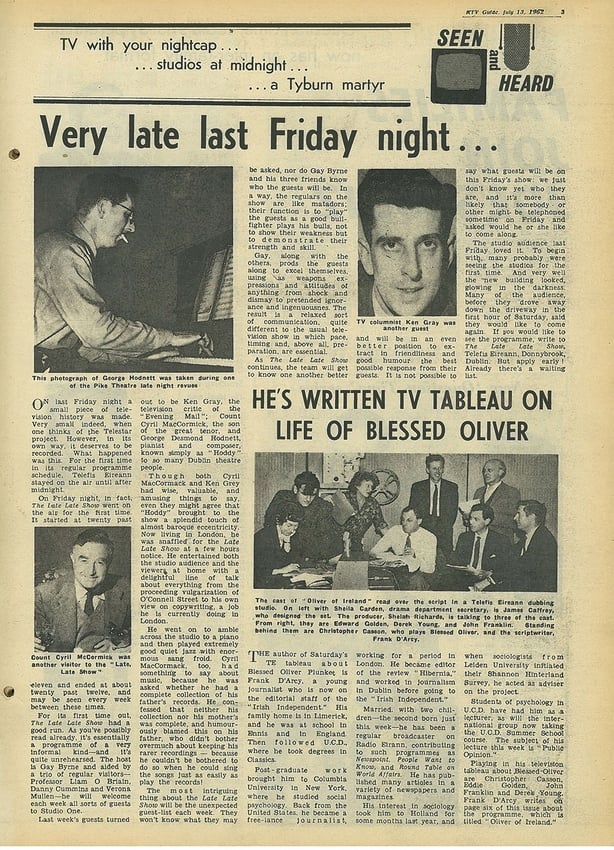 RTV Guide, July 13, 1962 3
TV with your nightcap . . .
. . . studios at midnight . . .
. . . a Tyburn martyr
SEEN
and
HEARD
Very late last Friday night . . .
This photograph of George Hodnett was taken during one
of the Pike Theatre late night revues
ON last Friday night a
small piece of tele-
vision history was made.
Very small indeed, when
one thinks of the Telestar
project. However, in its
own way, it deserves to be
recorded. What happened
was this. For the first time
in its regular programme
schedule, Telefís Éireann
stayed on the air until after
midnight.
On Friday night, in fact,
The Late Late Show went on
the air for the first time.
It started at twenty past
Count Cyril McCormick was
another visitor to the "Late,
Late Show"
eleven and ended at about
twenty past twelve, and
may be seen every week
between these times.
For its first time out,
The Late Late Show had a
good run. As you've possibly
read already, it's essentially
a programme of a very
informal kind—and it's
quite unrehearsed. The host
is Gay Byrne and aided by
a trio of regular visitors—
Professor Liam O Briain,
Danny Cummins and Verona
Mullen—he will welcome
each week all sorts of guests
to Studio One.
Last week's guests turned
out to be Ken Gray, the
television critic of the
"Evening Mail"; Count
Cyril MacCormack, the son
of the great tenor, and
George Desmond Hodnett,
pianist and composer,
known simply as "Hoddy"
to so many Dublin theatre
people.
Though both Cyril
MacCormack and Ken Grey
had wise, valuable, and
amusing things to say,
even they might agree that
"Hoddy" brought to the
show a splendid touch of
almost baroque eccentricity.
Now living in London, he
was snaffled for the Late
Late Show at a few hours
notice. He entertained both
the studio audience and the
viewers at home with a
delightful line of talk
about everything from the
proceeding vulgarization of
O'Connell Street to his own
view on copywriting, a job
he is currently doing in
London.
He went on to amble
across the studio to a piano
and then played extremely
good quiet jazz with enor-
mous sang froid. Cyril
MacCormack, too, had
something to say about
music, because he was
asked whether he had a
complete collection of his
father's records. He con-
fessed that neither his
collection nor his mother's
was complete, and humour-
ously blamed this on his
father, who didn't bother
overmuch about keeping his
rarer recordings — because
he couldn't be bothered to
do so when he could sing
the songs just as easily as
play the records!
The most intriguing
thing about the Late Late
Show will be the unexpected
guest-list each week. They
won't know who they may
be asked, nor do Gay Byrne
and his three friends know
who the guests will be. In
a way, the regulars on the
show are like matadors;
their function is to "play"
the guests as a good bull-
fighter plays his bulls, not
to show their weakness but
to demonstrate their
strength and skill.
Gay, along with the
others, prods the guests
along to excel themselves,
using as weapons ex-
pressions and attitudes of
anything from shock and
dismay to pretended ignor-
ance and ingenuousness. The
result is a relaxed sort
of communication, quite
different to the usual tele-
vision show in which pace,
timing and, above all, pre-
paration, are essential.
As The Late Late Show
continues, the team will get
to know one another better
TV columnist Ken Gray was
another guest
and will be in an even
better position to ex-
tract in friendliness and
good humour the best
possible response from their
guests. It is not possible to
say what guests will be on
this Friday's show: we just
don't know yet who they
are, and it's more than
likely that somebody or
other might be telephoned
sometime on Friday and
asked would he or she like
to come along.
The studio audience last
Friday loved it. To begin
with, many probably were
seeing the studios for the
first time. And very well
the new building looked,
glowing in the darkness.
Many of the audience,
before they drove away
down the driveway in the
first hour of Saturday, said
they would like to come
again. If you would like to
see the programme, write to
The Late Late Show,
Telefís Éireann, Donnybrook,
Dublin. But apply early!
Already there's a waiting
list.
HE'S WRITTEN TV TABLEAU ON
LIFE OF BLESSED OLIVER
The cast of "Oliver of Ireland" read over the script in a Telefís Éireann dubbing
studio. On left with Sheila Carden, drama department secretary, is James Caffrey,
who designed the set. The producer, Shelah Richards, is talking to three of the cast.
From right, they are Edward Golden, Derek Young, and John Franklin. Standing
behind them are Christopher Casson, who plays Blessed Oliver, and the scriptwriter,
Frank D'Arcy.
THE author of Saturday's
TE tableau about
Blessed Oliver Plunket, is
Frank D'Arcy, a young
journalist who is now on
the editorial staff of the
"Irish Independent." His
family home is in Limerick,
and he was at school in
Ennis and in England.
Then followed U.C.D.,
where he took degrees in
Classics.
Post-graduate work
brought him to Columbia
University in New York,
where he studied social
psychology. Back from the
United States, he became a
free-lance journalist,
working for a period in
London. He became editor
of the review "Hibernia,"
and worked in journalism
in Dublin before going to
the "Irish Independent."
Married, with two chil-
dren—the second born just
this week—he has been a
regular broadcaster on
Radio Eireann, contributing
to such programmes as
Newspoint, People Want to
Know, and Round Table on
World Affairs. He has pub-
lished many articles in a
variety of newspapers and
magazines.
His interest in sociology
took him to Holland for
some months last year, and
when sociologists from
Leiden University initiated
their Shannon Hinterland
Survey, he acted as adviser
on the project.
Students of psychology in
U.C.D. have had him as a
lecturer, as will the inter-
national group now taking
the U.C.D. Summer School
course. The subject of his
lecture this week is "Public
Opinion."
Playing in his television
tableau about Blessed Oliver
are Christopher Casson,
Eddie Golden, John
Franklin and Derek Young.
Frank D'Arcy writes on
page six of this issue about
the programme, which is
titled "Oliver of Ireland."